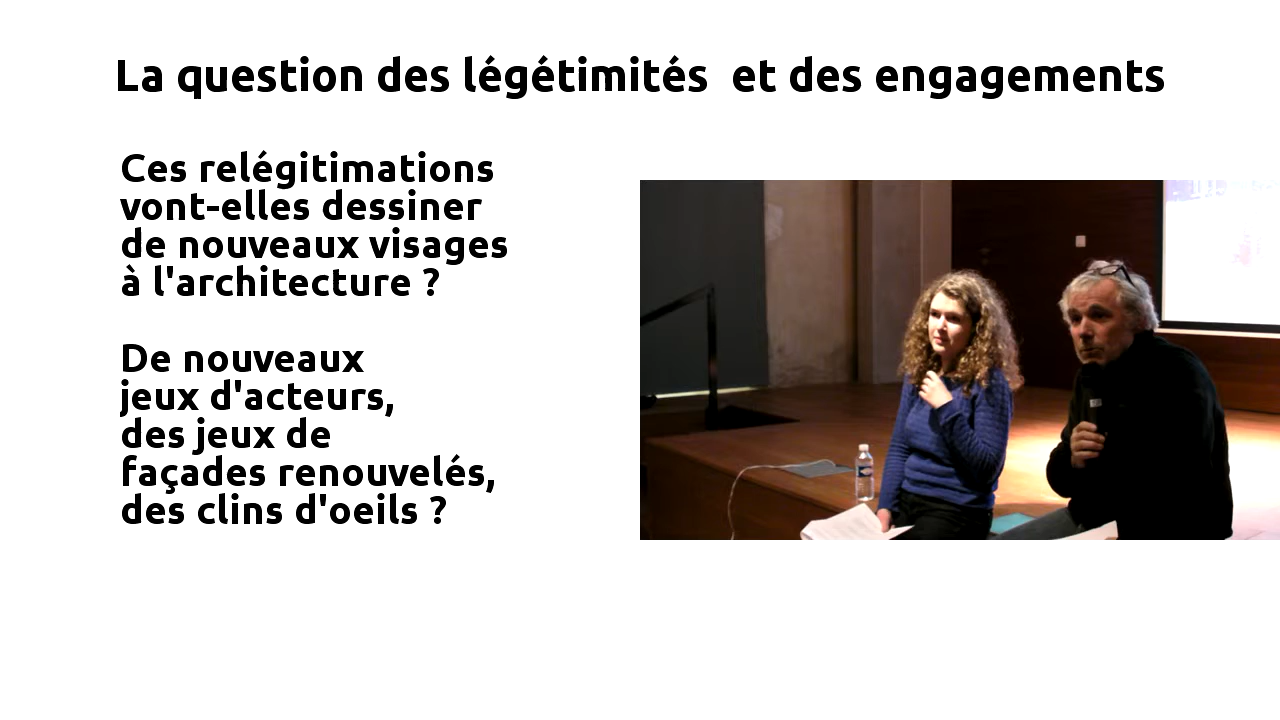 La question des légétimités  et des engagements
Ces relégitimations
vont-elles dessiner
de nouveaux visages
à l'architecture ?
De nouveaux
jeux d'acteurs,
des jeux de
façades renouvelés,
des clins d'oeils ?